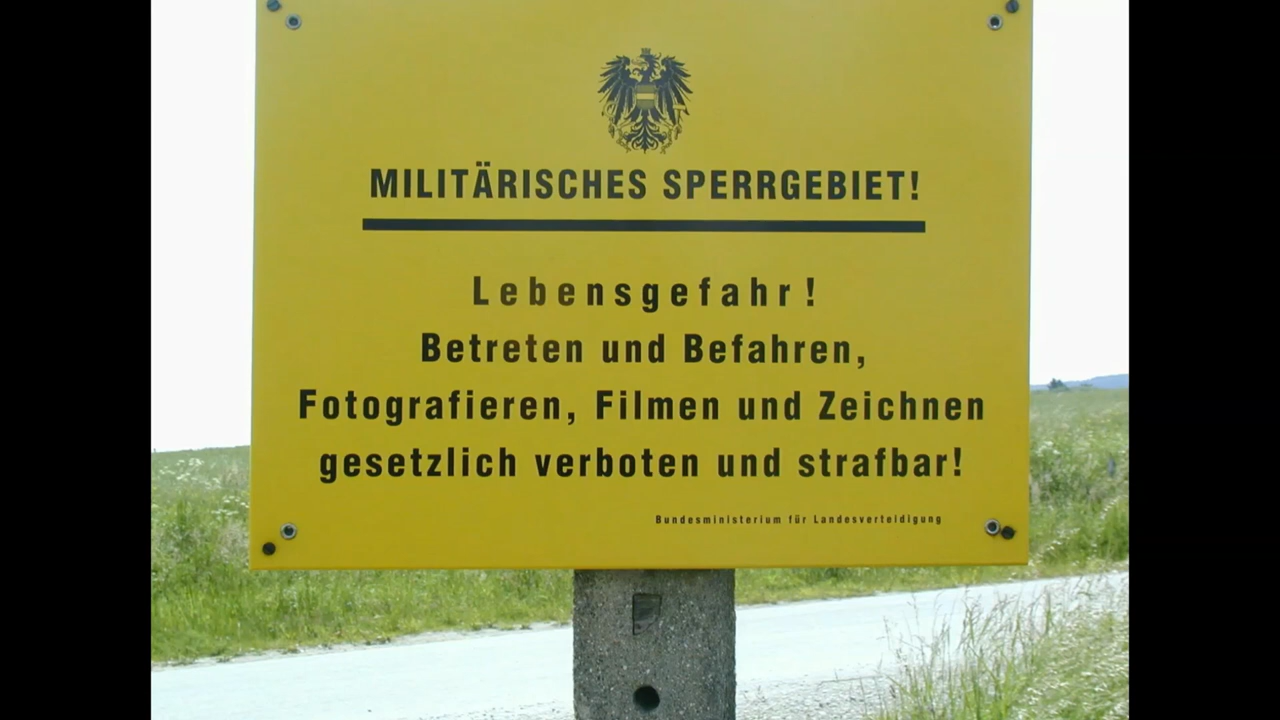 MILITÄRISCHES SPERRGEBIET!
Lebensgefahr!
Betreten und Befahren,
Fotografieren, Filmen und Zeichnen
gesetzlich verboten und strafbar!
Bundesministerium für Landesverteidigung